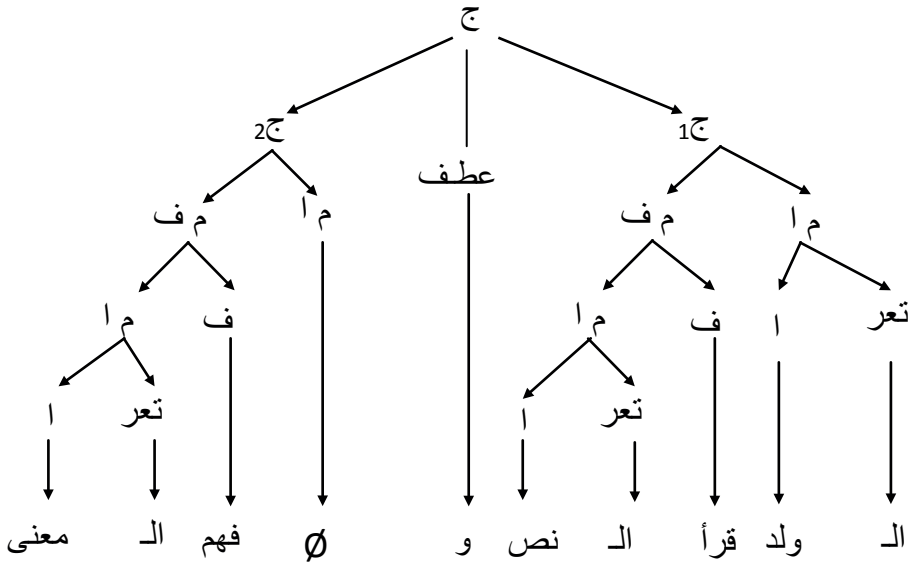 ج
ج1 ج2
عطف
م ا م ف م ا م ف
تعر ا ف م ا ف م ا
تعر ا تعر ا
الـ ولد قرأ الـ نص و Ø فهم الـ معنى